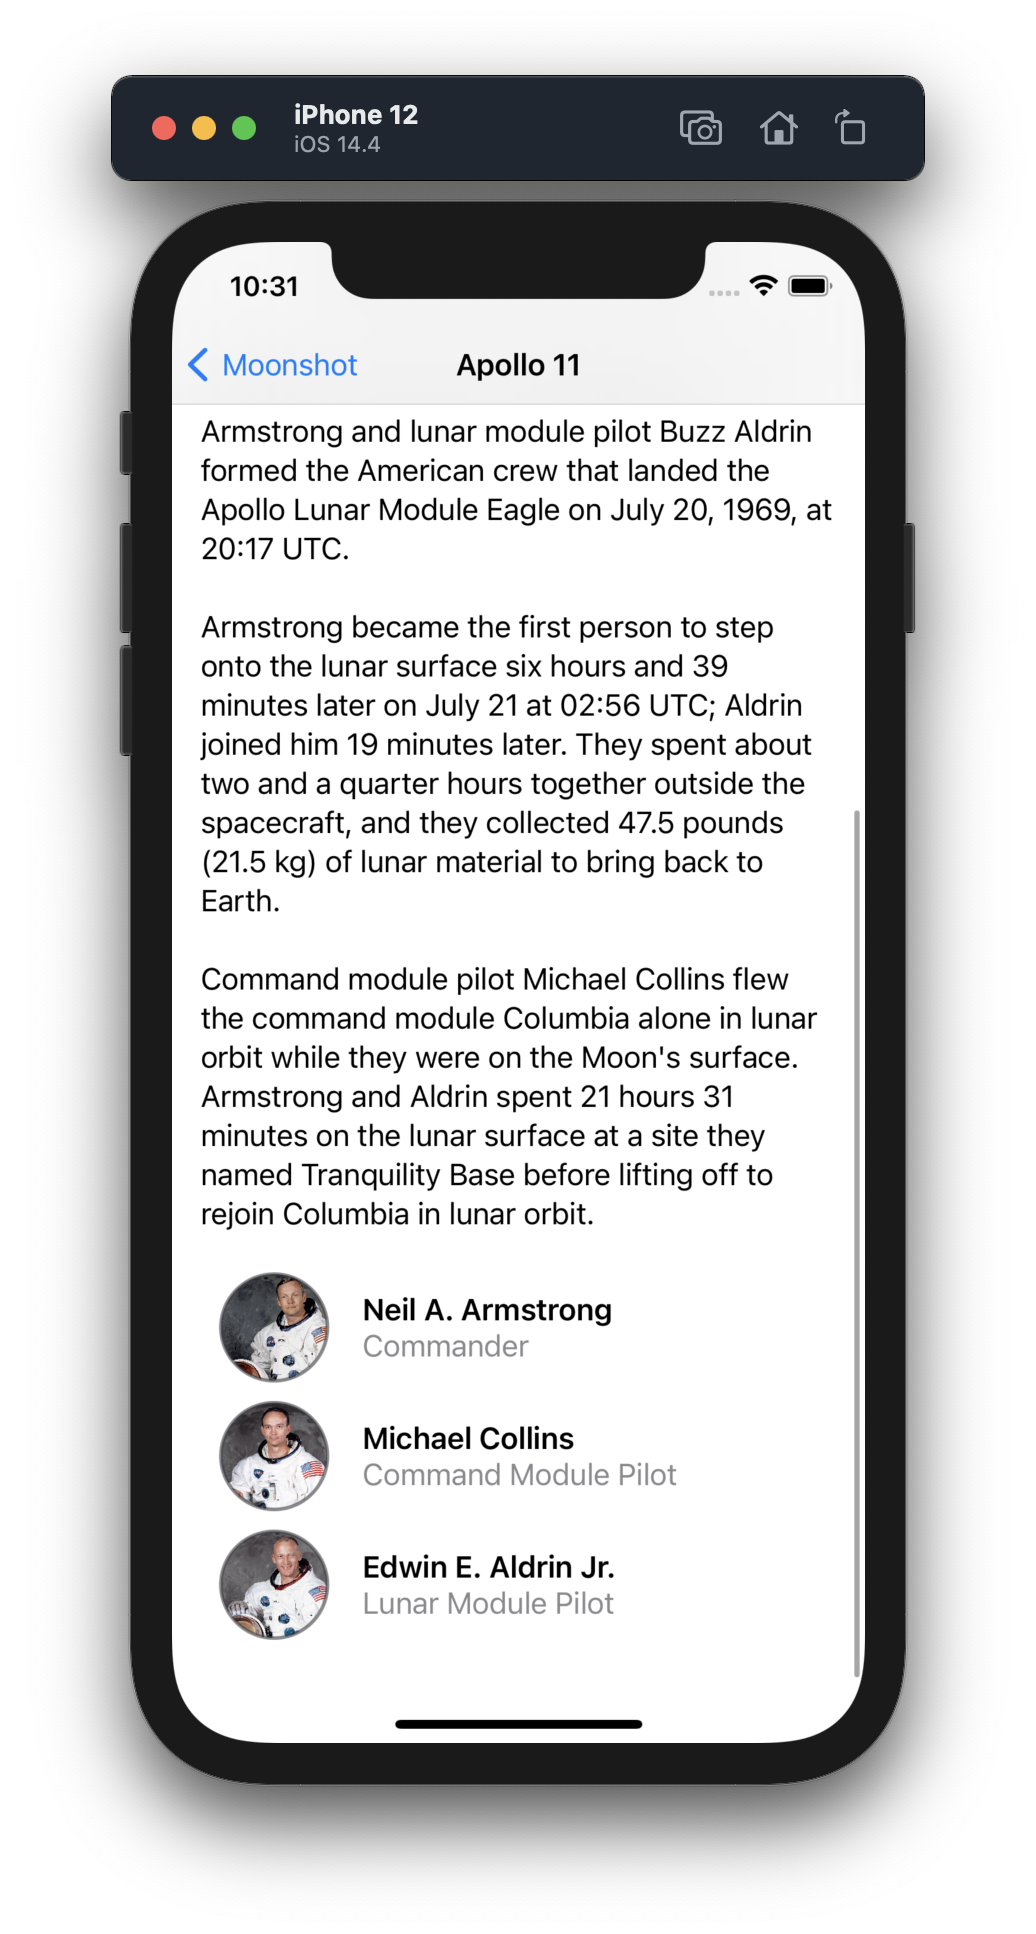 iPhone 12
iOS 14.4
10:31
Moonshot
Apollo 11
Armstrong and lunar module pilot Buzz Aldrin
formed the American crew that landed the
Apollo Lunar Module Eagle on July 20, 1969, at
20:17 UTC.
Armstrong became the first person to step
onto the lunar surface six hours and 39
minutes later on July 21 at 02:56 UTC; Aldrin
joined him 19 minutes later. They spent about
two and a quarter hours together outside the
spacecraft, and they collected 47.5 pounds
(21.5 kg) of lunar material to bring back to
Earth.
Command module pilot Michael Collins flew
the command module Columbia alone in lunar
orbit while they were on the Moon's surface.
Armstrong and Aldrin spent 21 hours 31
minutes on the lunar surface at a site they
named Tranquility Base before lifting off to
rejoin Columbia in lunar orbit.
Neil A. Armstrong
Commander
Michael Collins
Command Module Pilot
Edwin E. Aldrin Jr.
Lunar Module Pilot